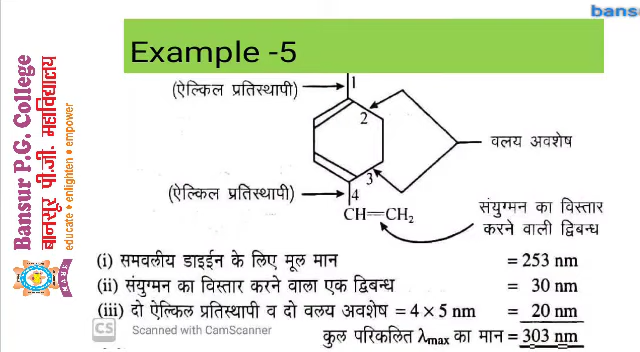 bans
Example -5
Bansur P.G. College
बानसूर पी.जी. महाविद्यालय
educate • enlighten • empower
1
(ऐल्किल प्रतिस्थापी)
2
वलय अवशेष
3
(ऐल्किल प्रतिस्थापी)
4
CH=CH₂
संयुग्मन का विस्तार
करने वाली द्विबन्ध
(i) समवलीय डाइईन के लिए मूल मान = 253 nm
(ii) संयुग्मन का विस्तार करने वाला एक द्विबन्ध = 30 nm
(iii) दो ऐल्किल प्रतिस्थापी व दो वलय अवशेष = 4 × 5 nm = 20 nm
CS Scanned with CamScanner
कुल परिकलित λmax का मान = 303 nm